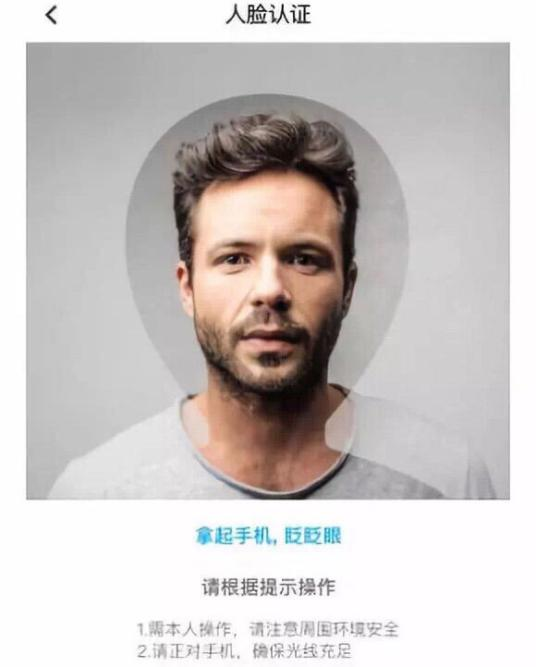 人脸认证
拿起手机, 眨眨眼
请根据提示操作
1.需本人操作，请注意周围环境安全
2.请正对手机，确保光线充足